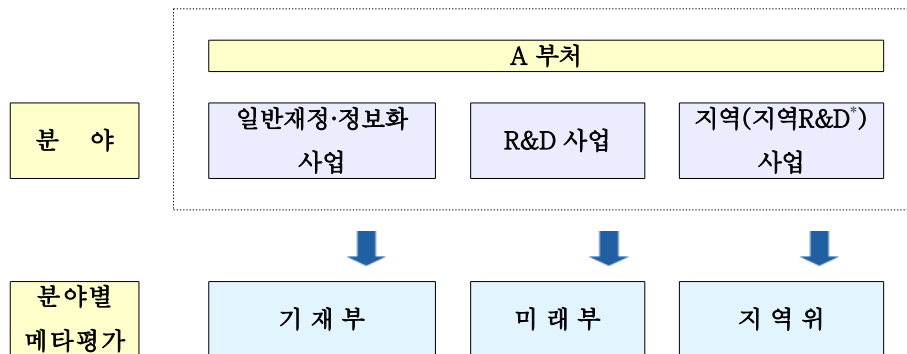 A 부처
분 야
일반재정·정보화
사업
R&D 사업
지역(지역R&D*)
사업
분야별
메타평가
기 재 부
미 래 부
지 역 위